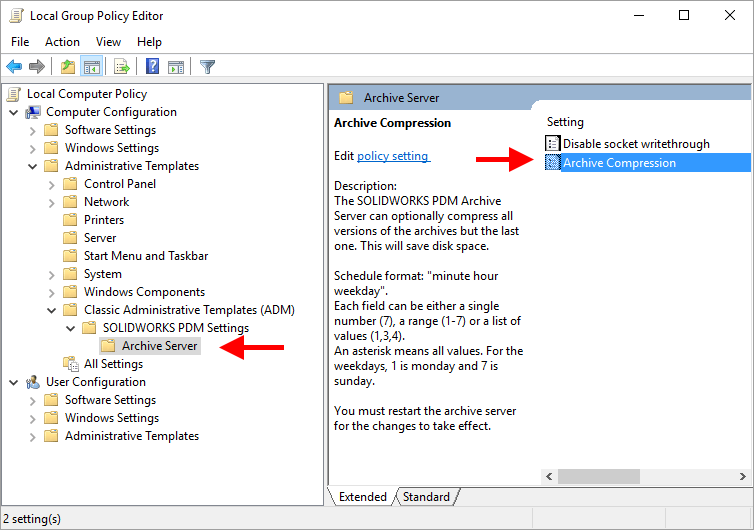 Local Group Policy Editor
File Action View Help
Local Computer Policy
Computer Configuration
Software Settings
Windows Settings
Administrative Templates
Control Panel
Network
Printers
Server
Start Menu and Taskbar
System
Windows Components
Classic Administrative Templates (ADM)
SOLIDWORKS PDM Settings
Archive Server
All Settings
User Configuration
Software Settings
Windows Settings
Administrative Templates
Archive Server
Archive Compression
Edit policy setting
Description:
The SOLIDWORKS PDM Archive
Server can optionally compress all
versions of the archives but the last
one. This will save disk space.
Schedule format: "minute hour
weekday".
Each field can be either a single
number (7), a range (1-7) or a list of
values (1,3,4).
An asterisk means all values. For the
weekdays, 1 is monday and 7 is
sunday.
You must restart the archive server
for the changes to take effect.
Setting
Disable socket writethrough
Archive Compression
Extended Standard
2 setting(s)